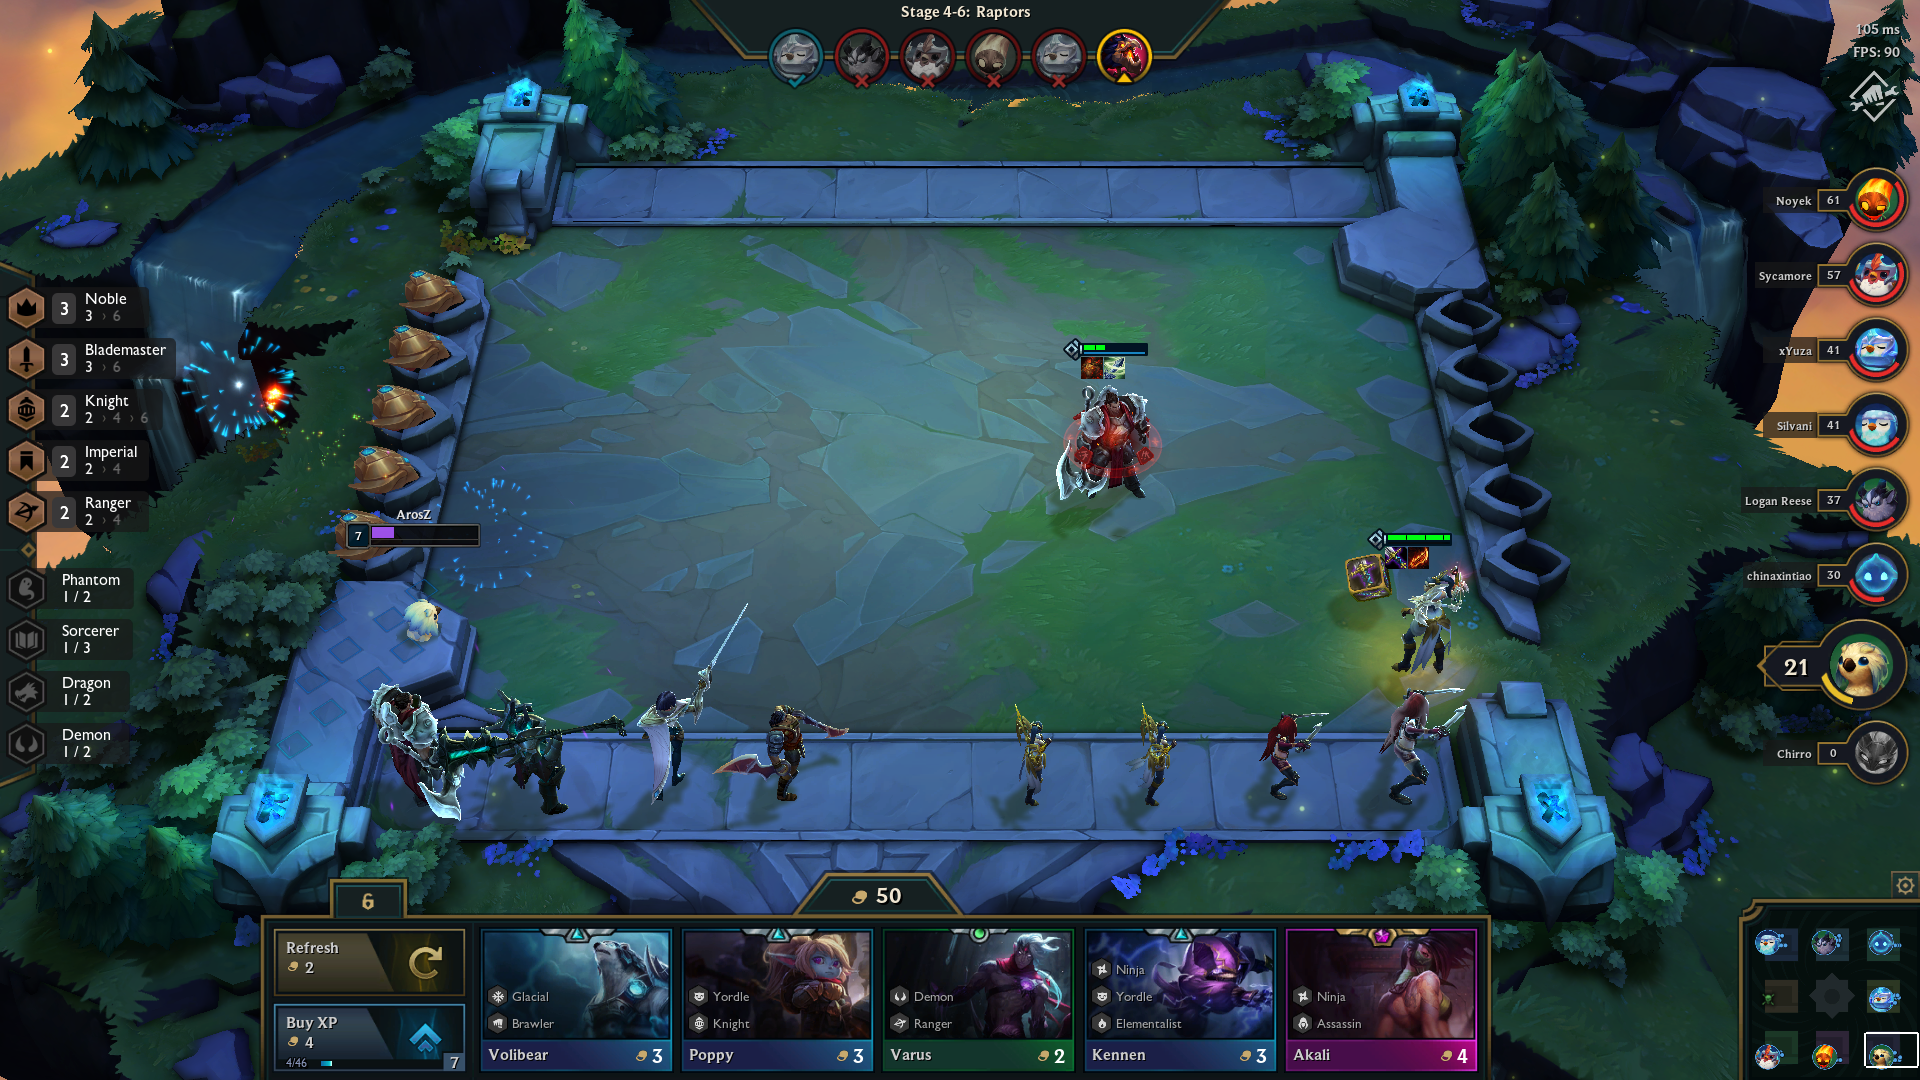 Stage 4-6: Raptors
105 ms
FPS: 90
3
Noble
3 › 6
3
Blademaster
3 › 6
2
Knight
2 › 4 › 6
2
Imperial
2 › 4
2
Ranger
2 › 4
Phantom
1 / 2
Sorcerer
1 / 3
Dragon
1 / 2
Demon
1 / 2
ArosZ
7
Noyek 61
Sycamore 57
xYuza 41
Silvani 41
Logan Reese 37
chinaxintiao 30
21
Chirro 0
6
50
Refresh
2
Buy XP
4
4/46
7
Glacial
Brawler
Volibear 3
Yordle
Knight
Poppy 3
Demon
Ranger
Varus 2
Ninja
Yordle
Elementalist
Kennen 3
Ninja
Assassin
Akali 4